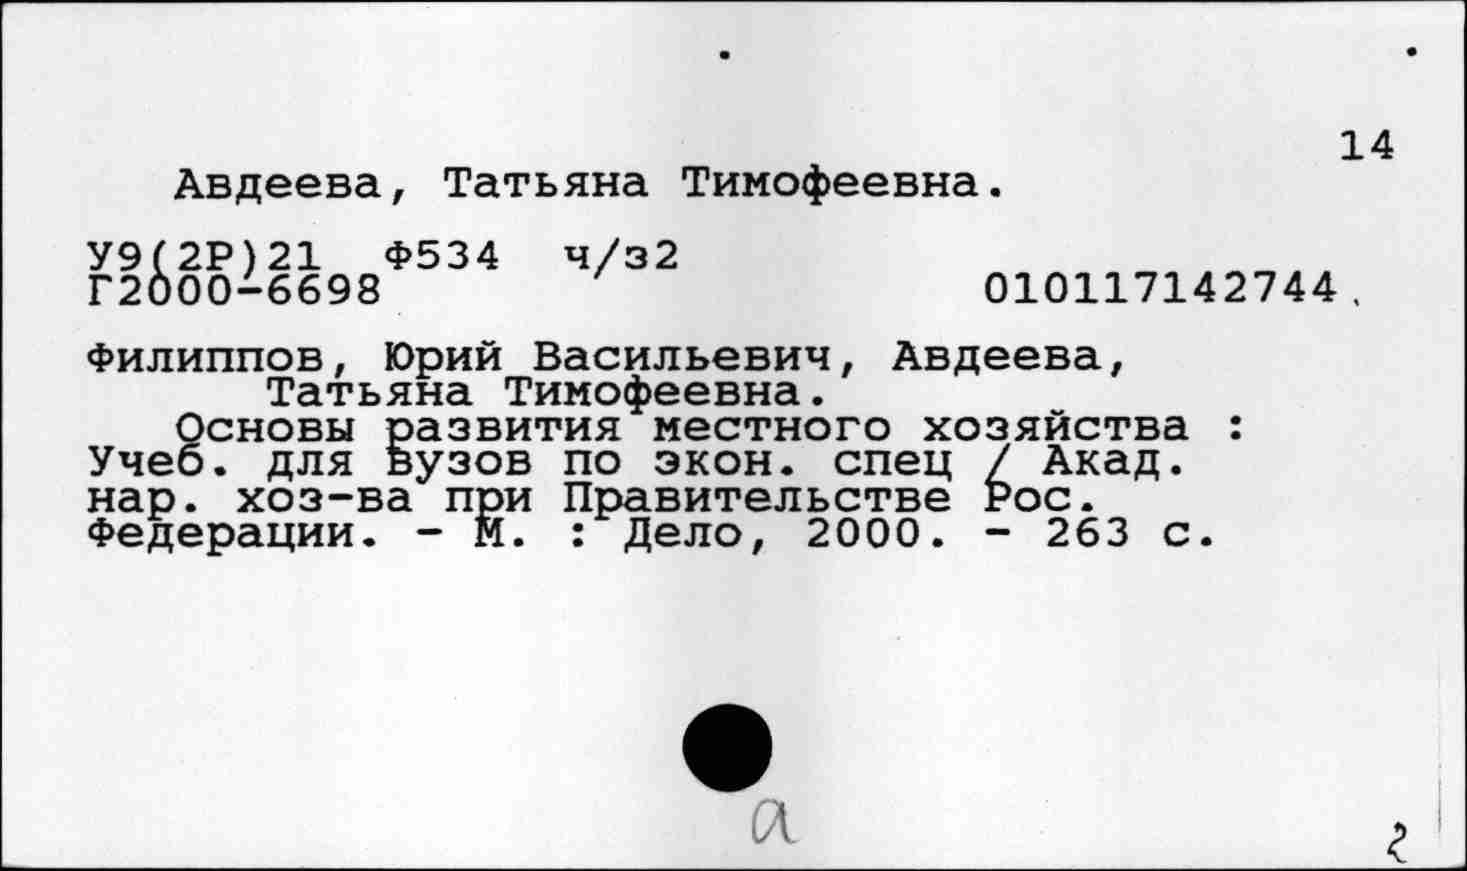 14
Авдеева, Татьяна Тимофеевна.
У9(2Р)21 Ф534 ч/з2
Г2000-6698 010117142744.
Филиппов, Юрий Васильевич, Авдеева,
Татьяна Тимофеевна.
Основы развития местного хозяйства :
Учеб. для вузов по экон. спец / Акад.
нар. хоз-ва при Правительстве Рос.
Федерации. - М. : Дело, 2000. - 263 с.
а